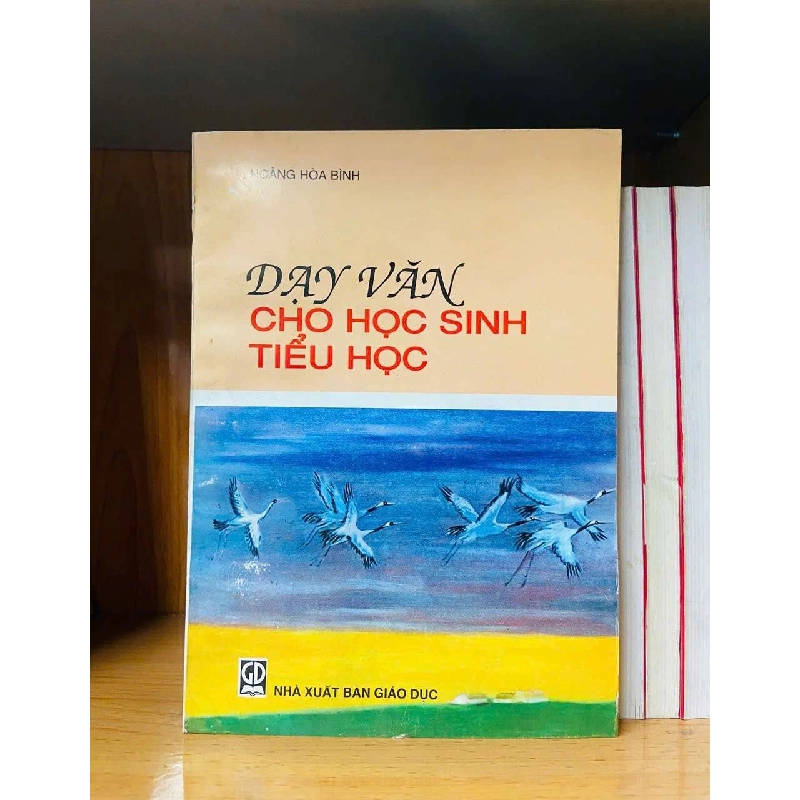 HOÀNG HÒA BÌNH
DẠY VĂN
CHO HỌC SINH
TIỂU HỌC
GD
NHÀ XUẤT BẢN GIÁO DỤC